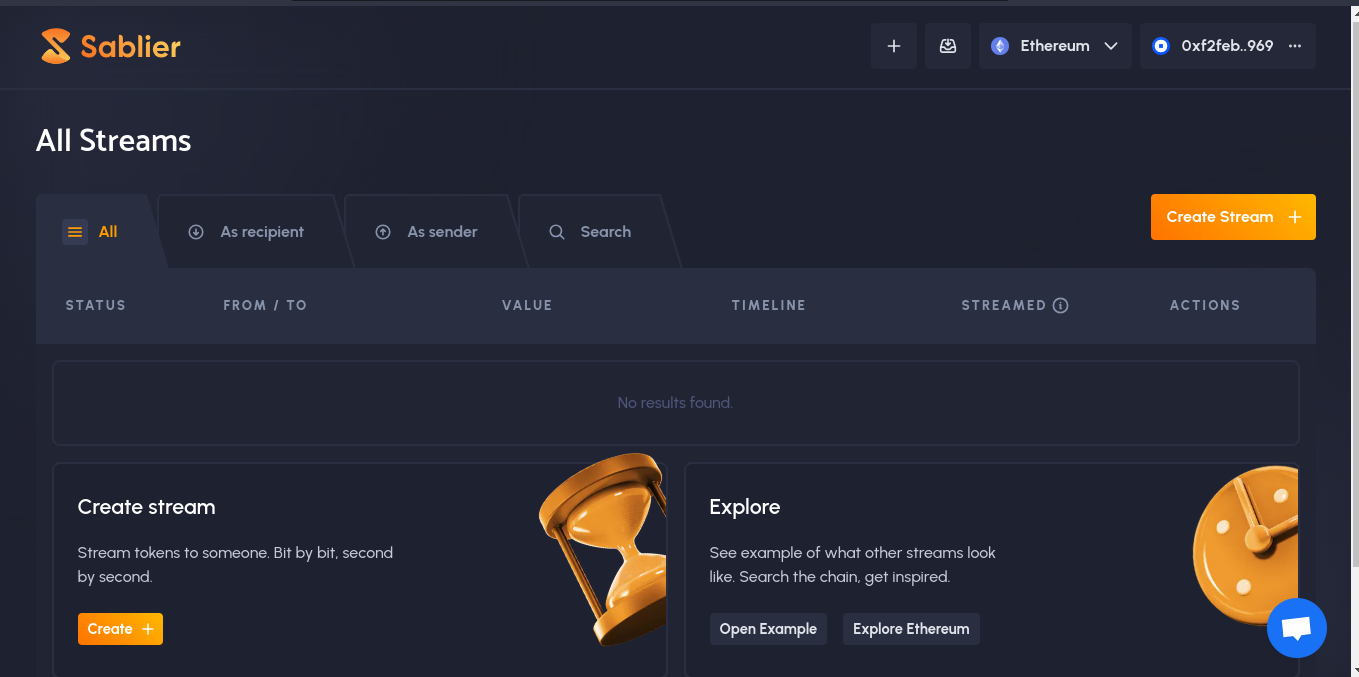 Sablier
Ethereum
0xf2feb..969
All Streams
All
As recipient
As sender
Search
Create Stream
STATUS
FROM / TO
VALUE
TIMELINE
STREAMED
ACTIONS
No results found.
Create stream
Stream tokens to someone. Bit by bit, second
by second.
Create
Explore
See example of what other streams look
like. Search the chain, get inspired.
Open Example
Explore Ethereum